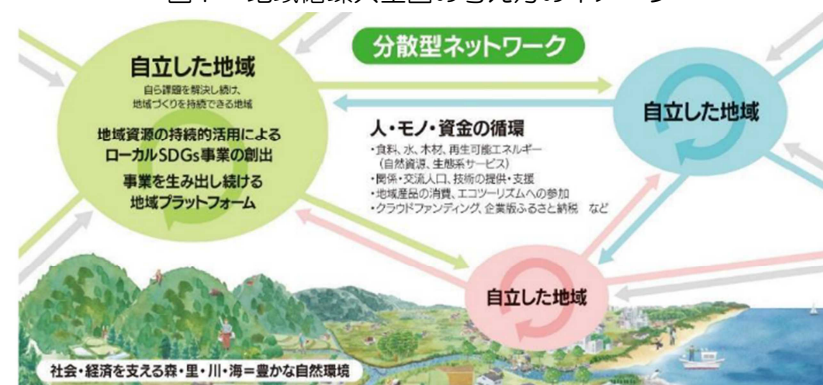 分散型ネットワーク
自立した地域
自ら課題を解決し続け、
地域づくりを持続できる地域
地域資源の持続的活用による
ローカルSDGs事業の創出
事業を生み出し続ける
地域プラットフォーム
人・モノ・資金の循環
・食料、水、木材、再生可能エネルギー
（自然資源、生態系サービス）
・関係・交流人口、技術の提供・支援
・地域産品の消費、エコツーリズムへの参加
・クラウドファンディング、企業版ふるさと納税 など
自立した地域
自立した地域
社会・経済を支える森・里・川・海＝豊かな自然環境